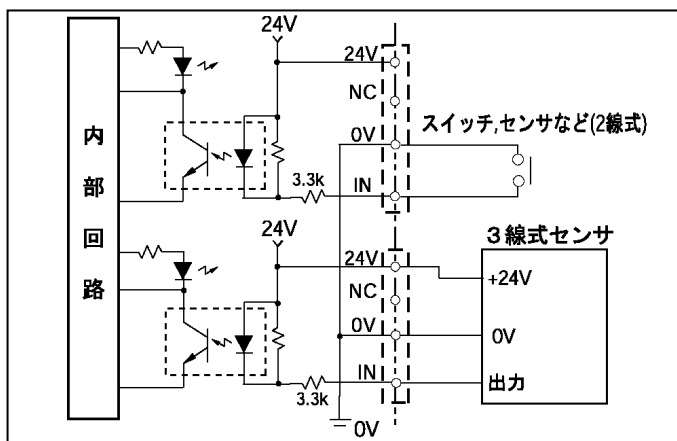 内部回路
24V
24V
NC
0V
IN
3.3k
スイッチ,センサなど(2線式)
24V
24V
NC
0V
IN
3.3k
0V
3線式センサ
+24V
0V
出力